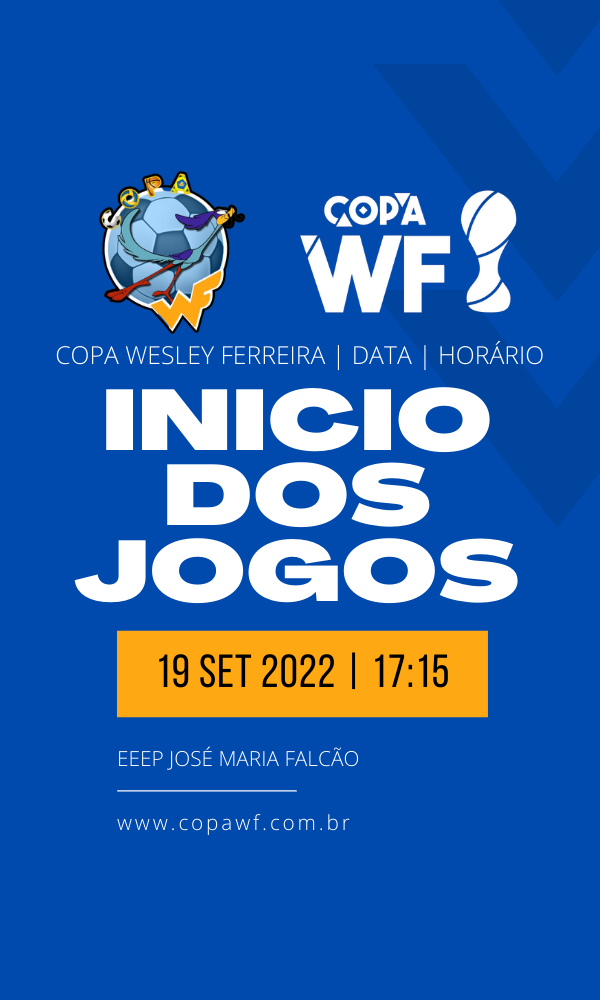 COPA
WF
COPA
WF
COPA WESLEY FERREIRA | DATA | HORÁRIO
INICIO
DOS
JOGOS
19 SET 2022 | 17:15
EEEP JOSÉ MARIA FALCÃO
www.copawf.com.br